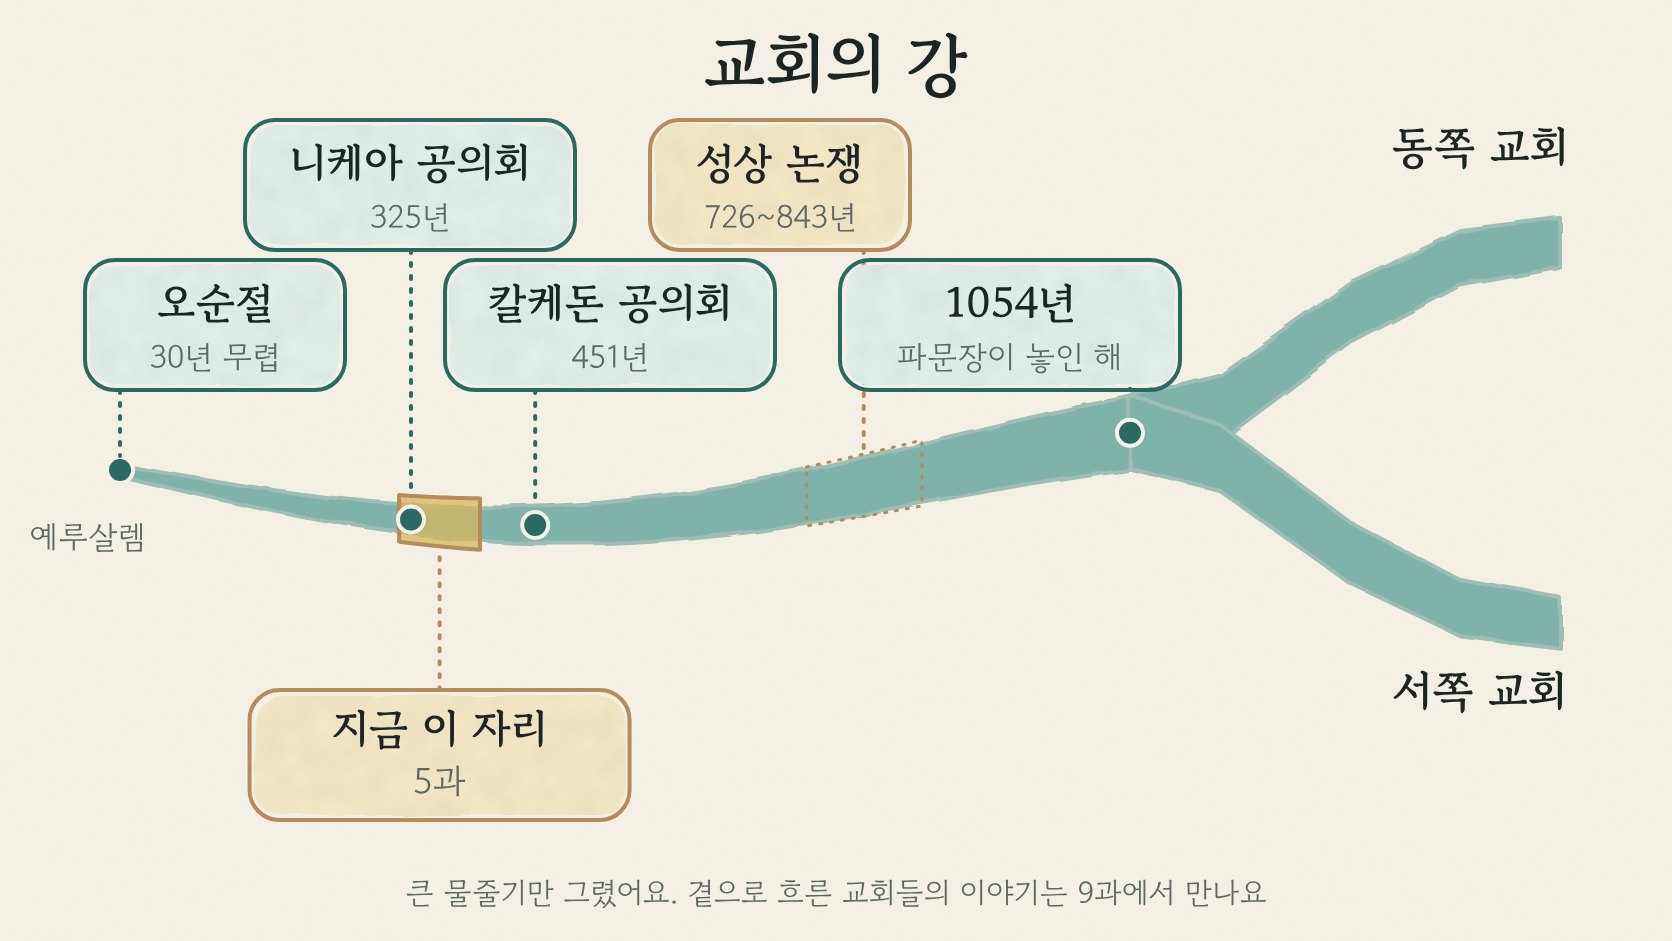 교회의 강
니케아 공의회
325년
성상 논쟁
726~843년
동쪽 교회
오순절
30년 무렵
칼케돈 공의회
451년
1054년
파문장이 놓인 해
예루살렘
서쪽 교회
지금 이 자리
5과
큰 물줄기만 그렸어요. 곁으로 흐른 교회들의 이야기는 9과에서 만나요